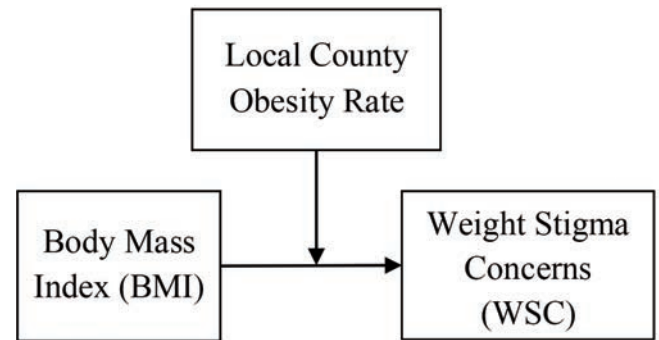 Local County
Obesity Rate
Body Mass
Index (BMI)
Weight Stigma
Concerns
(WSC)